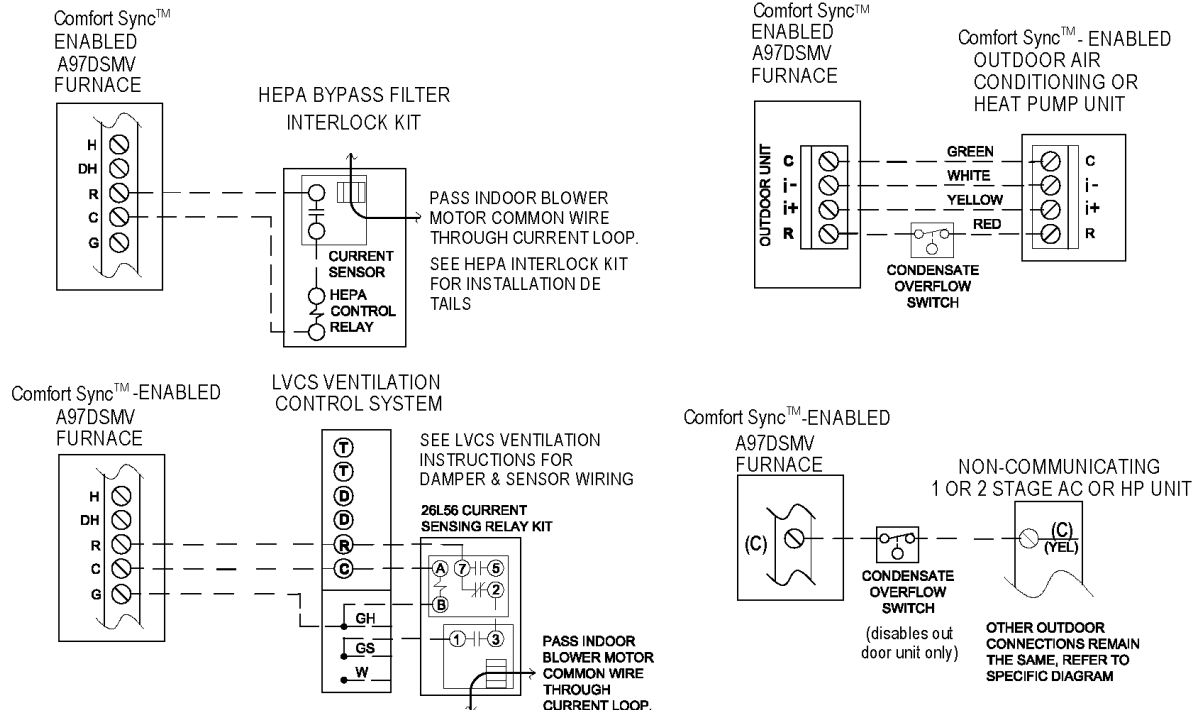 Comfort Sync™
ENABLED
A97DSMV
FURNACE
H
DH
R
C
G
HEPA BYPASS FILTER
INTERLOCK KIT
CURRENT
SENSOR
HEPA
CONTROL
RELAY
PASS INDOOR BLOWER
MOTOR COMMON WIRE
THROUGH CURRENT LOOP.
SEE HEPA INTERLOCK KIT
FOR INSTALLATION DE
TAILS
Comfort Sync™
ENABLED
A97DSMV
FURNACE
OUTDOOR UNIT
C
i-
i+
R
GREEN
WHITE
YELLOW
RED
CONDENSATE
OVERFLOW
SWITCH
Comfort Sync™- ENABLED
OUTDOOR AIR
CONDITIONING OR
HEAT PUMP UNIT
C
i-
i+
R
Comfort Sync™ -ENABLED
A97DSMV
FURNACE
H
DH
R
C
G
LVCS VENTILATION
CONTROL SYSTEM
T
T
D
D
R
C
GH
GS
W
SEE LVCS VENTILATION
INSTRUCTIONS FOR
DAMPER & SENSOR WIRING
26L56 CURRENT
SENSING RELAY KIT
A 7 5
2
B
1 3
PASS INDOOR
BLOWER MOTOR
COMMON WIRE
THROUGH
CURRENT LOOP.
Comfort Sync™-ENABLED
A97DSMV
FURNACE
(C)
CONDENSATE
OVERFLOW
SWITCH
(disables out
door unit only)
NON-COMMUNICATING
1 OR 2 STAGE AC OR HP UNIT
(C)
(YEL)
OTHER OUTDOOR
CONNECTIONS REMAIN
THE SAME, REFER TO
SPECIFIC DIAGRAM